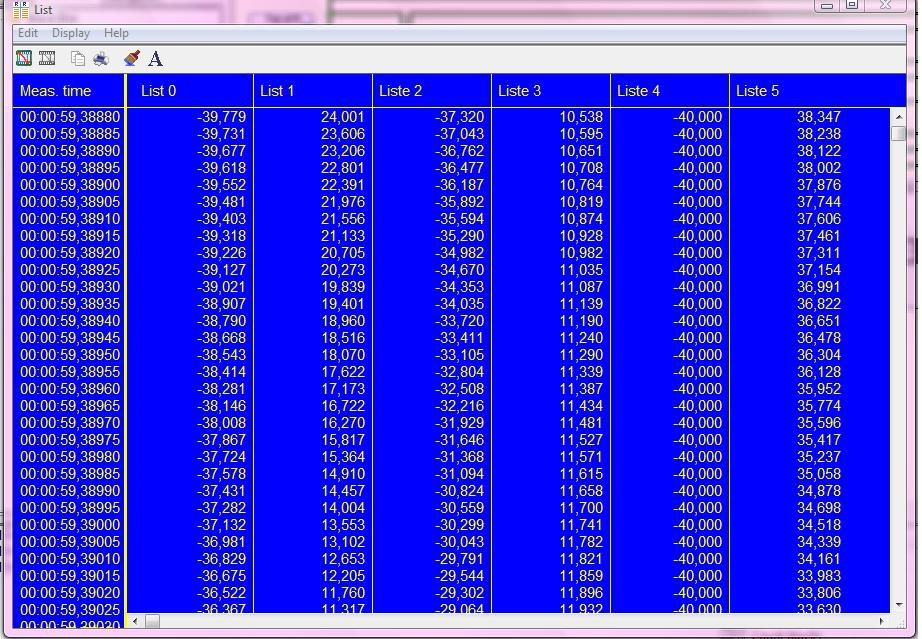 List
Edit Display Help
A
Meas. time List 0 List 1 Liste 2 Liste 3 Liste 4 Liste 5
00:00:59,38880 -39,779 24,001 -37,320 10,538 -40,000 38,347
00:00:59,38885 -39,731 23,606 -37,043 10,595 -40,000 38,238
00:00:59,38890 -39,677 23,206 -36,762 10,651 -40,000 38,122
00:00:59,38895 -39,618 22,801 -36,477 10,708 -40,000 38,002
00:00:59,38900 -39,552 22,391 -36,187 10,764 -40,000 37,876
00:00:59,38905 -39,481 21,976 -35,892 10,819 -40,000 37,744
00:00:59,38910 -39,403 21,556 -35,594 10,874 -40,000 37,606
00:00:59,38915 -39,318 21,133 -35,290 10,928 -40,000 37,461
00:00:59,38920 -39,226 20,705 -34,982 10,982 -40,000 37,311
00:00:59,38925 -39,127 20,273 -34,670 11,035 -40,000 37,154
00:00:59,38930 -39,021 19,839 -34,353 11,087 -40,000 36,991
00:00:59,38935 -38,907 19,401 -34,035 11,139 -40,000 36,822
00:00:59,38940 -38,790 18,960 -33,720 11,190 -40,000 36,651
00:00:59,38945 -38,668 18,516 -33,411 11,240 -40,000 36,478
00:00:59,38950 -38,543 18,070 -33,105 11,290 -40,000 36,304
00:00:59,38955 -38,414 17,622 -32,804 11,339 -40,000 36,128
00:00:59,38960 -38,281 17,173 -32,508 11,387 -40,000 35,952
00:00:59,38965 -38,146 16,722 -32,216 11,434 -40,000 35,774
00:00:59,38970 -38,008 16,270 -31,929 11,481 -40,000 35,596
00:00:59,38975 -37,867 15,817 -31,646 11,527 -40,000 35,417
00:00:59,38980 -37,724 15,364 -31,368 11,571 -40,000 35,237
00:00:59,38985 -37,578 14,910 -31,094 11,615 -40,000 35,058
00:00:59,38990 -37,431 14,457 -30,824 11,658 -40,000 34,878
00:00:59,38995 -37,282 14,004 -30,559 11,700 -40,000 34,698
00:00:59,39000 -37,132 13,553 -30,299 11,741 -40,000 34,518
00:00:59,39005 -36,981 13,102 -30,043 11,782 -40,000 34,339
00:00:59,39010 -36,829 12,653 -29,791 11,821 -40,000 34,161
00:00:59,39015 -36,675 12,205 -29,544 11,859 -40,000 33,983
00:00:59,39020 -36,522 11,760 -29,302 11,896 -40,000 33,806
00:00:59,39025 -36,367 11,317 -29,064 11,932 -40,000 33,630
00:00:59,39030